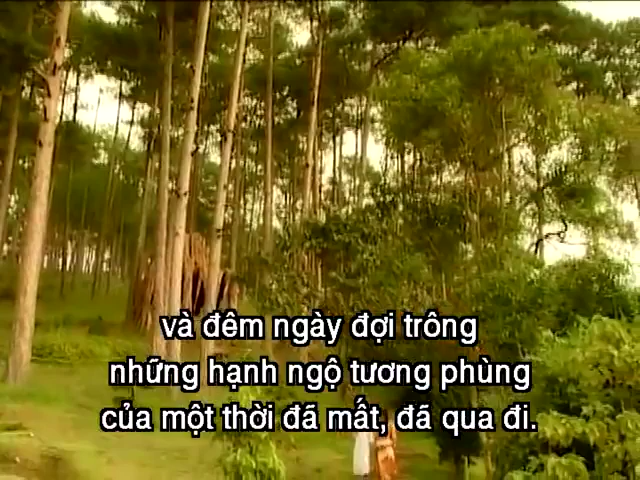 và đêm ngày đợi trông
những hạnh ngộ tương phùng
của một thời đã mất, đã qua đi.